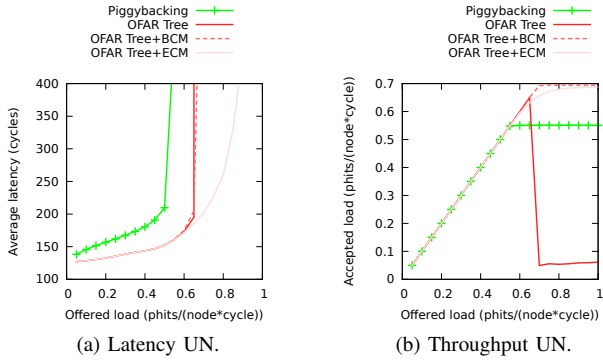 Piggybacking
OFAR Tree
OFAR Tree+BCM
OFAR Tree+ECM
Average latency (cycles)
400
350
300
250
200
150
100
0 0.2 0.4 0.6 0.8 1
Offered load (phits/(node*cycle))
(a) Latency UN.
Piggybacking
OFAR Tree
OFAR Tree+BCM
OFAR Tree+ECM
Accepted load (phits/(node*cycle))
0.7
0.6
0.5
0.4
0.3
0.2
0.1
0
0 0.2 0.4 0.6 0.8 1
Offered load (phits/(node*cycle))
(b) Throughput UN.